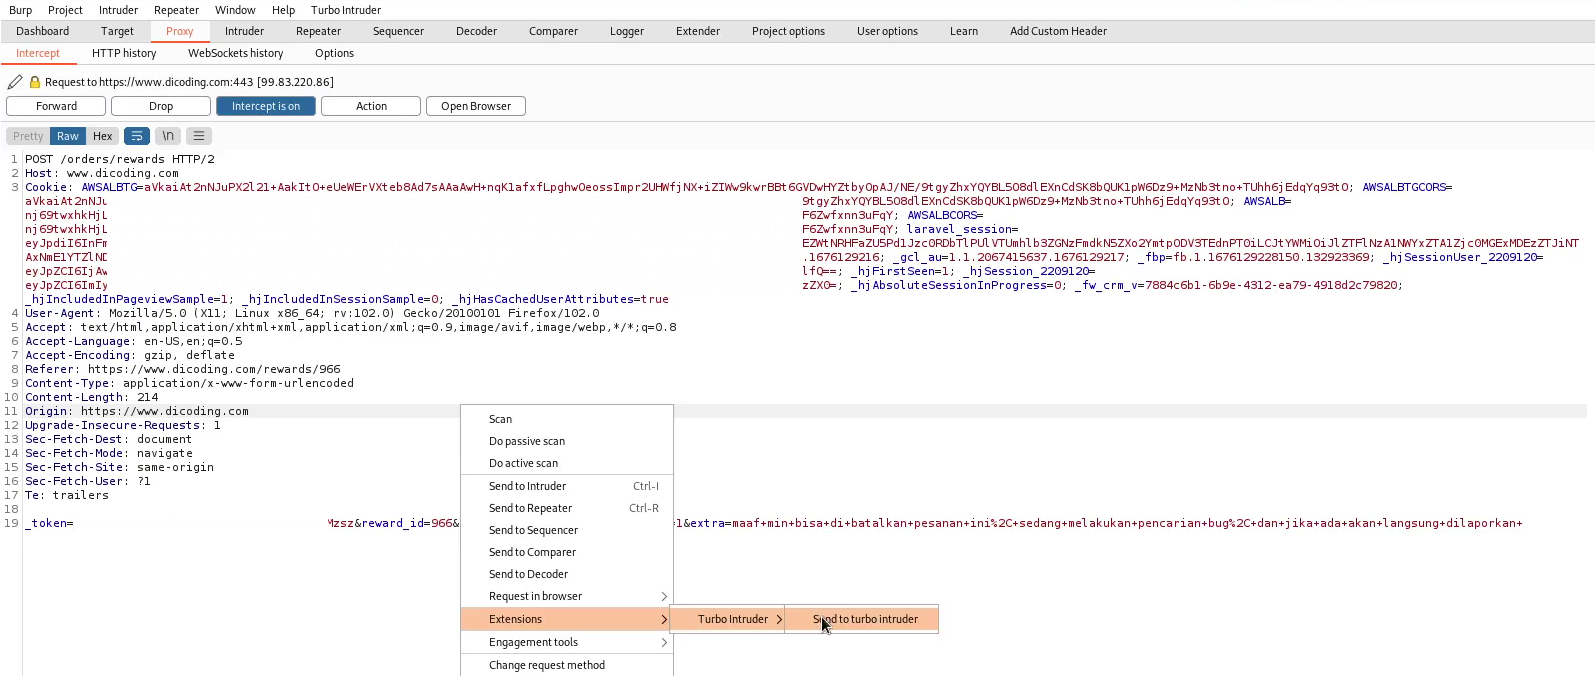 Burp Project Intruder Repeater Window Help Turbo Intruder
Dashboard Target Proxy Intruder Repeater Sequencer Decoder Comparer Logger Extender Project options User options Learn Add Custom Header
Intercept HTTP history WebSockets history Options
Request to https://www.dicoding.com:443 [99.83.220.86]
Forward Drop Intercept is on Action Open Browser
Pretty Raw Hex \n
1 POST /orders/rewards HTTP/2
2 Host: www.dicoding.com
3 Cookie: AWSALBTG=aVkaiAt2nNJuPX2l21+AakItO+eUeWErVXteb8Ad7sAAaAwH+nqK1afxfLpghwOeossImpr2UHWfjNX+iZIWw9kwrBBt6GVDwHYZtbyOpAJ/NE/9tgyZhxYQYBL5O8dlEXnCdSK8bQUK1pW6Dz9+MzNb3tno+TUhh6jEdqYq93tO; AWSALBTGCORS=
aVkaiAt2nNJu 9tgyZhxYQYBL5O8dlEXnCdSK8bQUK1pW6Dz9+MzNb3tno+TUhh6jEdqYq93tO; AWSALB=
nj69twxhkHjL F6Zwfxnn3uFqY; AWSALBCORS=
nj69twxhkHjL F6Zwfxnn3uFqY; laravel_session=
eyJpdiI6InFm EZWtNRHFaZU5Pd1Jzc0RDbTlPUlVTUmhlb3ZGNzFmdkN5ZXo2YmtpODV3TEdnPT0iLCJtYWMiOiJlZTFlNzA1NWYxZTA1Zjc0MGExMDEzZTJiNT
AxNmE1YTZlND .1676129216; _gcl_au=1.1.2067415637.1676129217; _fbp=fb.1.1676129228150.132923369; _hjSessionUser_2209120=
eyJpZCI6IjAw lfQ==; _hjFirstSeen=1; _hjSession_2209120=
eyJpZCI6ImIy zZX0=; _hjAbsoluteSessionInProgress=0; _fw_crm_v=7884c6b1-6b9e-4312-ea79-4918d2c79820;
_hjIncludedInPageviewSample=1; _hjIncludedInSessionSample=0; _hjHasCachedUserAttributes=true
4 User-Agent: Mozilla/5.0 (X11; Linux x86_64; rv:102.0) Gecko/20100101 Firefox/102.0
5 Accept: text/html,application/xhtml+xml,application/xml;q=0.9,image/avif,image/webp,*/*;q=0.8
6 Accept-Language: en-US,en;q=0.5
7 Accept-Encoding: gzip, deflate
8 Referer: https://www.dicoding.com/rewards/966
9 Content-Type: application/x-www-form-urlencoded
10 Content-Length: 214
11 Origin: https://www.dicoding.com
12 Upgrade-Insecure-Requests: 1
13 Sec-Fetch-Dest: document
14 Sec-Fetch-Mode: navigate
15 Sec-Fetch-Site: same-origin
16 Sec-Fetch-User: ?1
17 Te: trailers
18
19 _token= Mzsz&reward_id=966& =1&extra=maaf+min+bisa+di+batalkan+pesanan+ini%2C+sedang+melakukan+pencarian+bug%2C+dan+jika+ada+akan+langsung+dilaporkan+
Scan
Do passive scan
Do active scan
Send to Intruder Ctrl-I
Send to Repeater Ctrl-R
Send to Sequencer
Send to Comparer
Send to Decoder
Request in browser
Extensions Turbo Intruder Send to turbo intruder
Engagement tools
Change request method